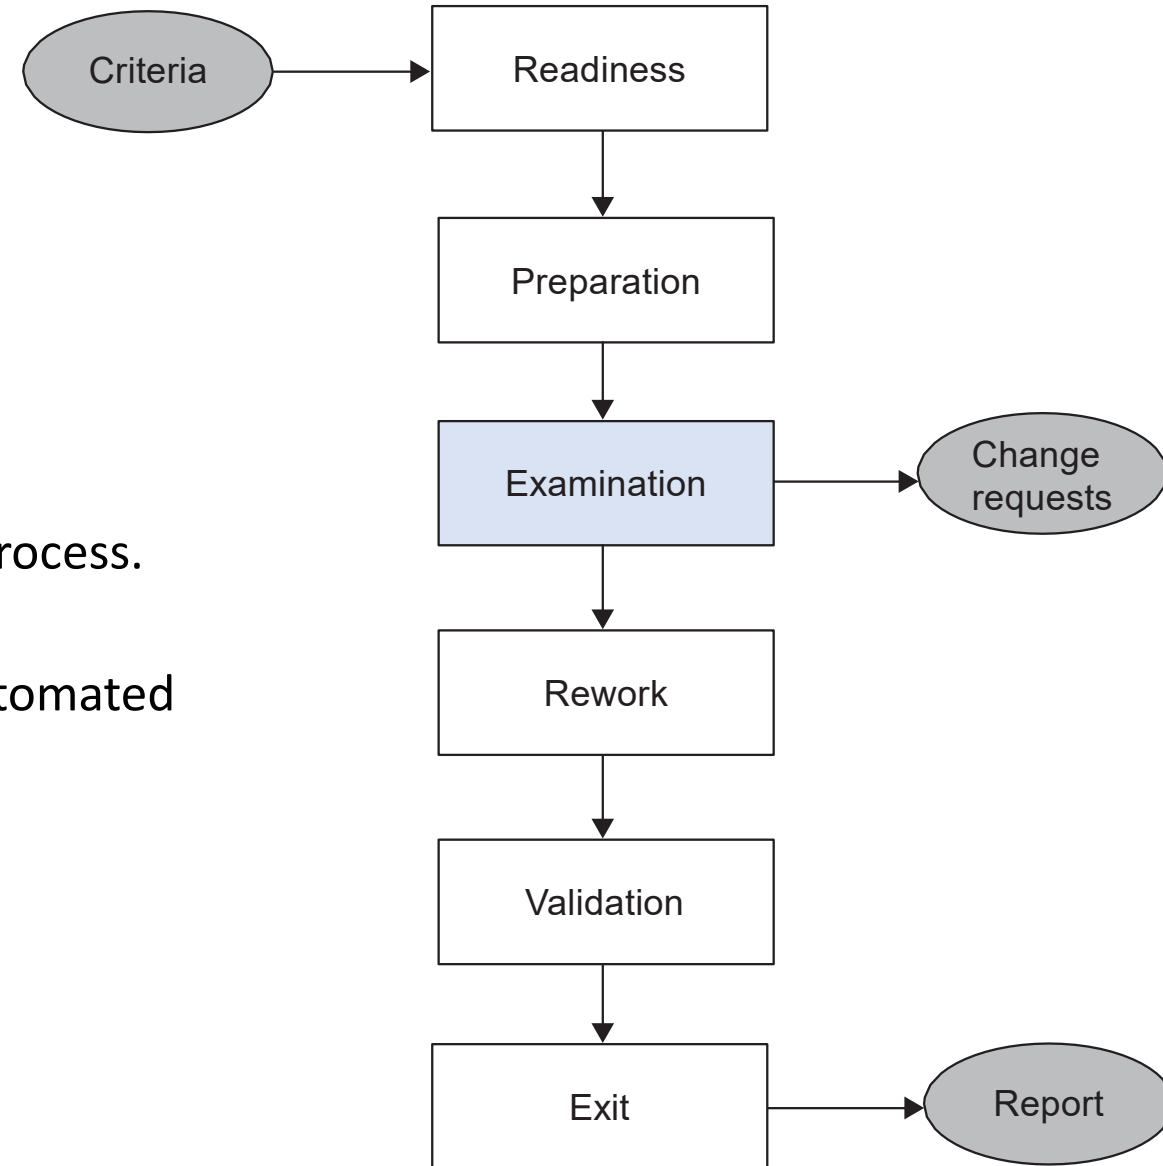 Criteria
Readiness
Preparation
Examination
Change
requests
rocess.
Rework
tomated
Validation
Exit
Report